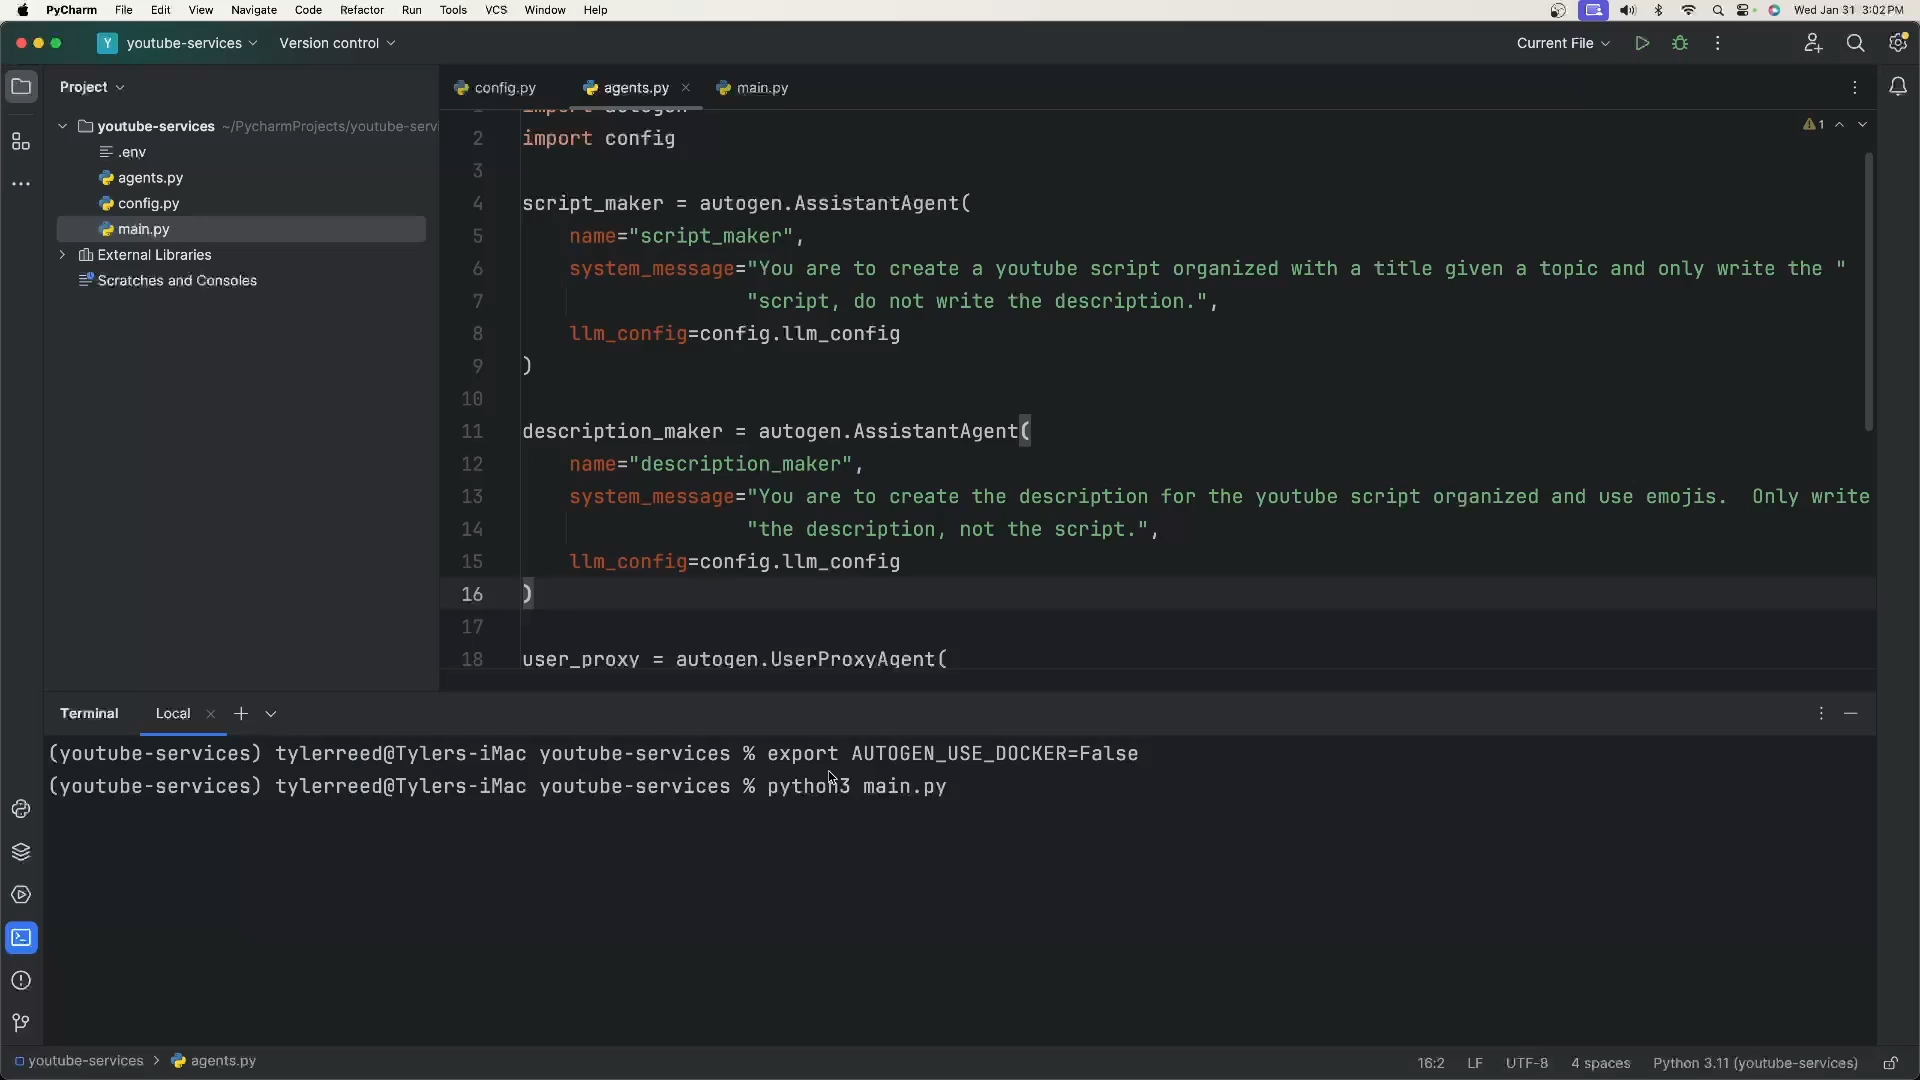 PyCharm File Edit View Navigate Code Refactor Run Tools VCS Window Help Wed Jan 31 3:02 PM
Y youtube-services Version control Current File
Project
config.py agents.py main.py
youtube-services ~/PycharmProjects/youtube-servi
.env
agents.py
config.py
main.py
External Libraries
Scratches and Consoles
1
import autogen
2 import config
3
4 script_maker = autogen.AssistantAgent(
5 name="script_maker",
6 system_message="You are to create a youtube script organized with a title given a topic and only write the "
7 "script, do not write the description.",
8 llm_config=config.llm_config
9 )
10
11 description_maker = autogen.AssistantAgent(
12 name="description_maker",
13 system_message="You are to create the description for the youtube script organized and use emojis.  Only write
14 "the description, not the script.",
15 llm_config=config.llm_config
16 )
17
18 user_proxy = autogen.UserProxyAgent(
Terminal Local
(youtube-services) tylerreed@Tylers-iMac youtube-services % export AUTOGEN_USE_DOCKER=False
(youtube-services) tylerreed@Tylers-iMac youtube-services % python3 main.py
youtube-services > agents.py 16:2 LF UTF-8 4 spaces Python 3.11 (youtube-services)